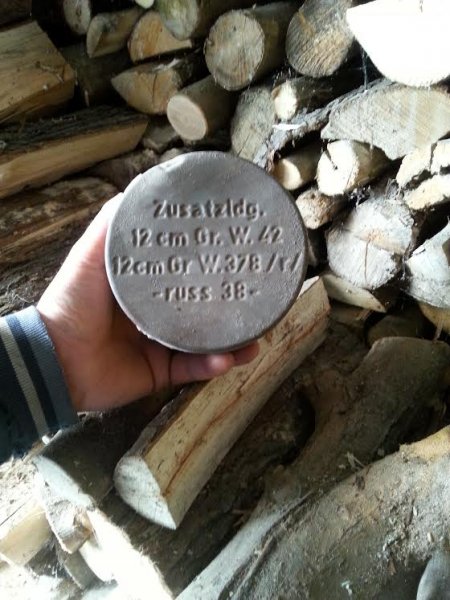 Zusatzldg.
12 cm Gr. W. 42
12cm Gr W. 378 /r/
- russ 38 -